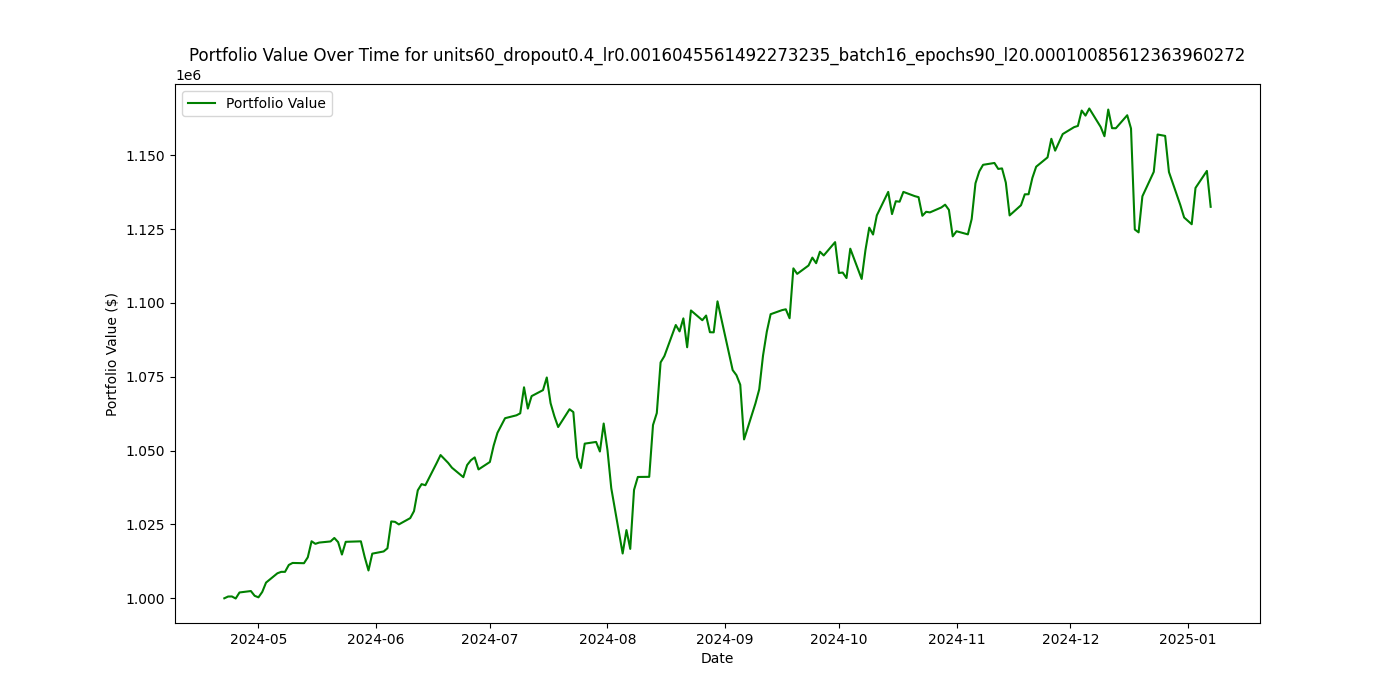 Portfolio Value Over Time for units60_dropout0.4_lr0.0016045561492273235_batch16_epochs90_l20.00010085612363960272
1e6
Portfolio Value
1.150
1.125
1.100
1.075
1.050
1.025
1.000
Portfolio Value ($)
2024-05 2024-06 2024-07 2024-08 2024-09 2024-10 2024-11 2024-12 2025-01
Date